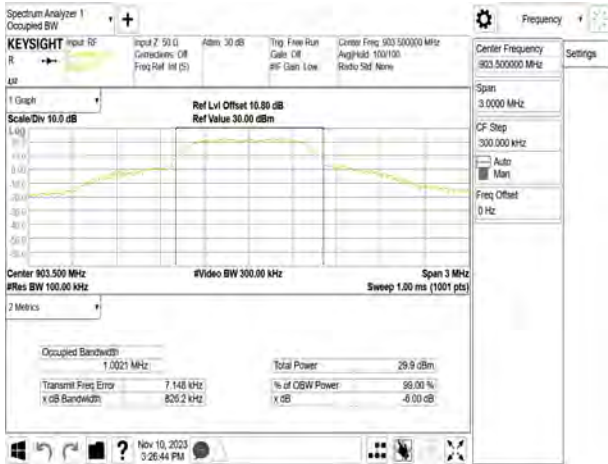 Spectrum Analyzer 1
Occupied BW
Frequency
KEYSIGHT
Input: RF
R
Input Z: 50 Ω
Corrections: Off
Freq Ref: Int (S)
Atten: 30 dB
Trig: Free Run
Gate: Off
#IF Gain: Low
Center Freq: 903.500000 MHz
Avg|Hold: 100/100
Radio Std: None
Center Frequency
903.500000 MHz
Settings
Span
3.0000 MHz
CF Step
300.000 kHz
Auto
Man
Freq Offset
0 Hz
1 Graph
Scale/Div 10.0 dB
Ref Lvl Offset 10.80 dB
Ref Value 30.00 dBm
Log
Center 903.500 MHz
#Res BW 100.00 kHz
#Video BW 300.00 kHz
Span 3 MHz
Sweep 1.00 ms (1001 pts)
2 Metrics
Occupied Bandwidth
1.0021 MHz
Total Power
29.9 dBm
Transmit Freq Error
7.148 kHz
% of OBW Power
99.00 %
x dB Bandwidth
826.2 kHz
x dB
-6.00 dB
?
Nov 10, 2023
3:26:44 PM